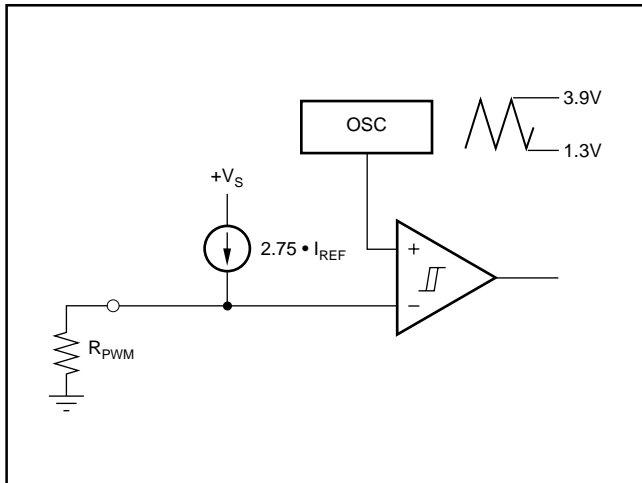 OSC
3.9V
1.3V
+VS
2.75 • IREF
+
−
RPWM